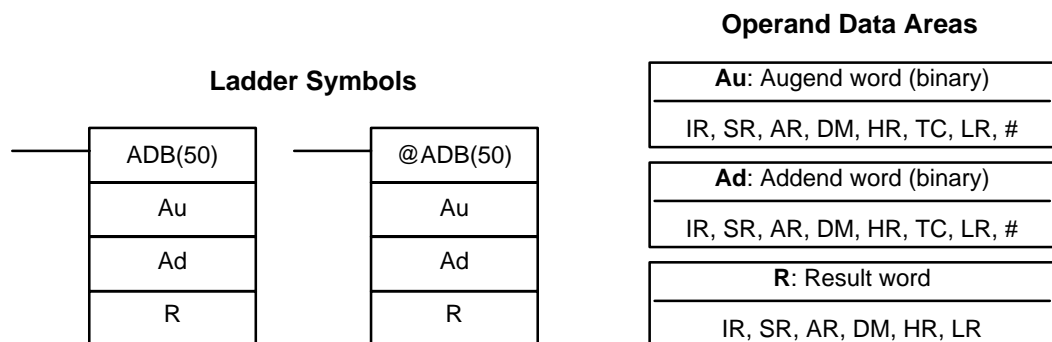 Operand Data Areas
Ladder Symbols
Au: Augend word (binary)
IR, SR, AR, DM, HR, TC, LR, #
ADB(50)
@ADB(50)
Au
Au
Ad: Addend word (binary)
IR, SR, AR, DM, HR, TC, LR, #
Ad
Ad
R: Result word
R
R
IR, SR, AR, DM, HR, LR